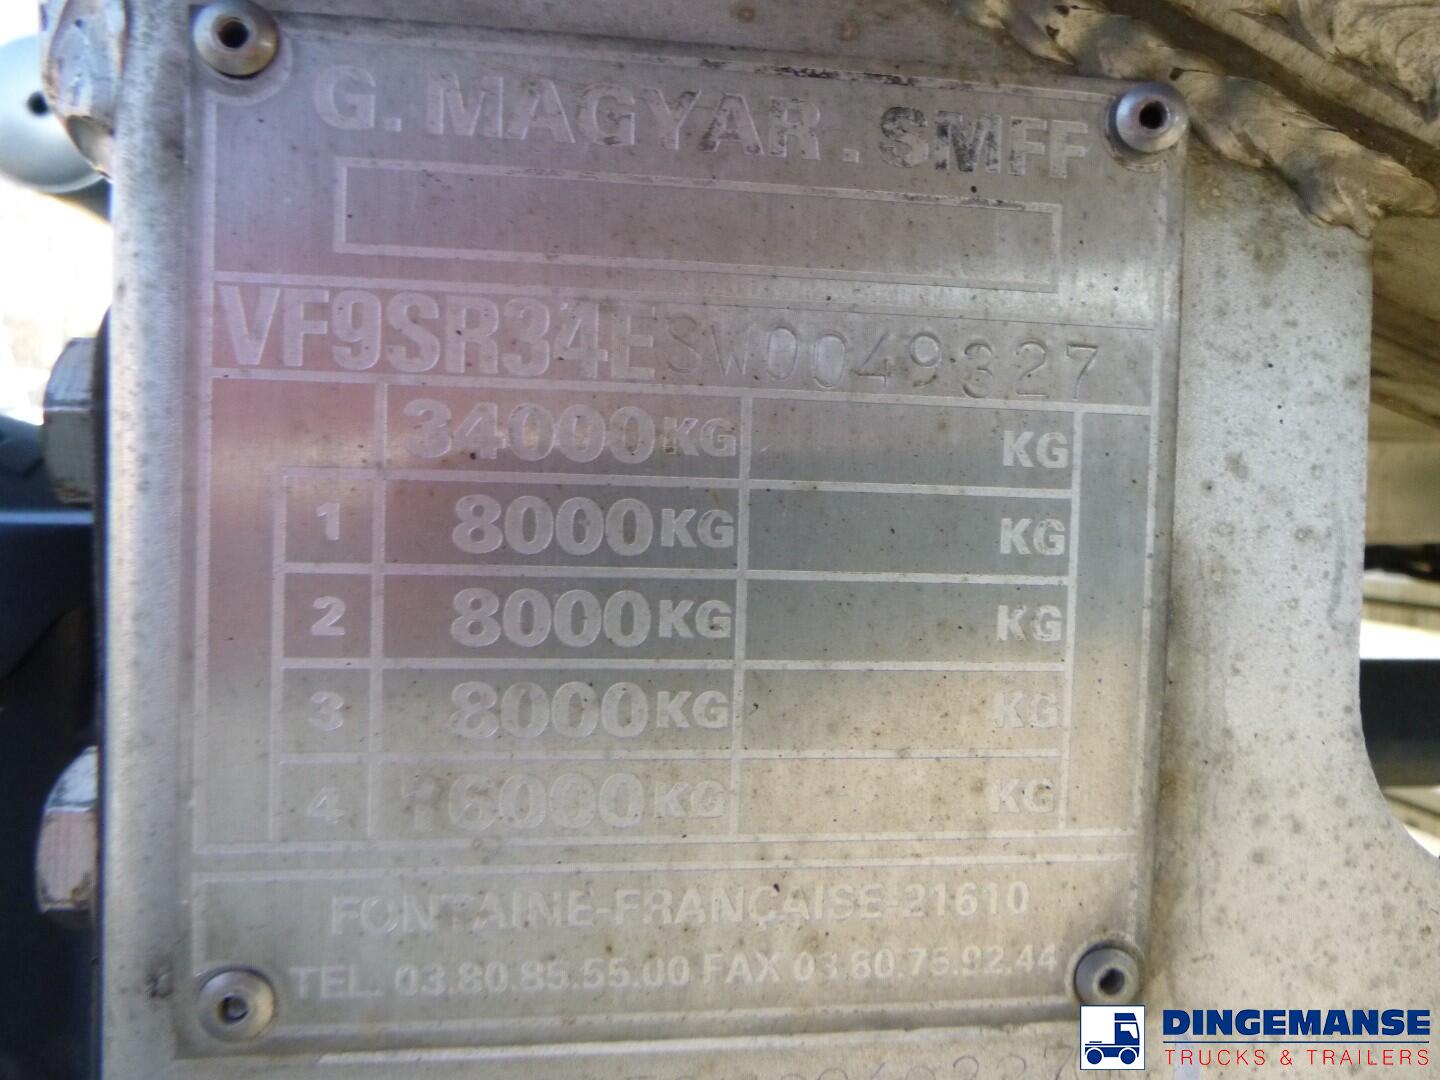 G. MAGYAR. SMFF
VF9SR34ESW0049327
34000KG KG
1 8000KG KG
2 8000KG KG
3 8000KG KG
4 16000KG KG
FONTAINE-FRANÇAISE-21610
TEL. 03.80.85.55.00 FAX 03.80.75.92.44
DINGEMANSE
TRUCKS & TRAILERS